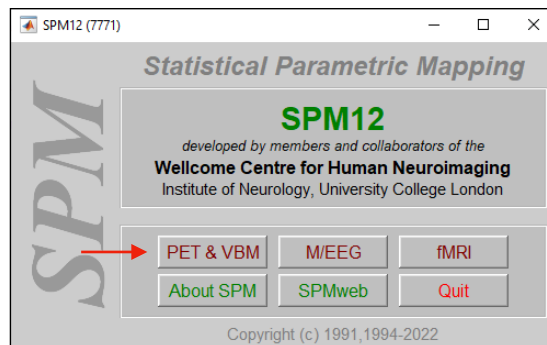 SPM12 (7771)
SPM
Statistical Parametric Mapping
SPM12
developed by members and collaborators of the
Wellcome Centre for Human Neuroimaging
Institute of Neurology, University College London
PET & VBM M/EEG fMRI
About SPM SPMweb Quit
Copyright (c) 1991,1994-2022